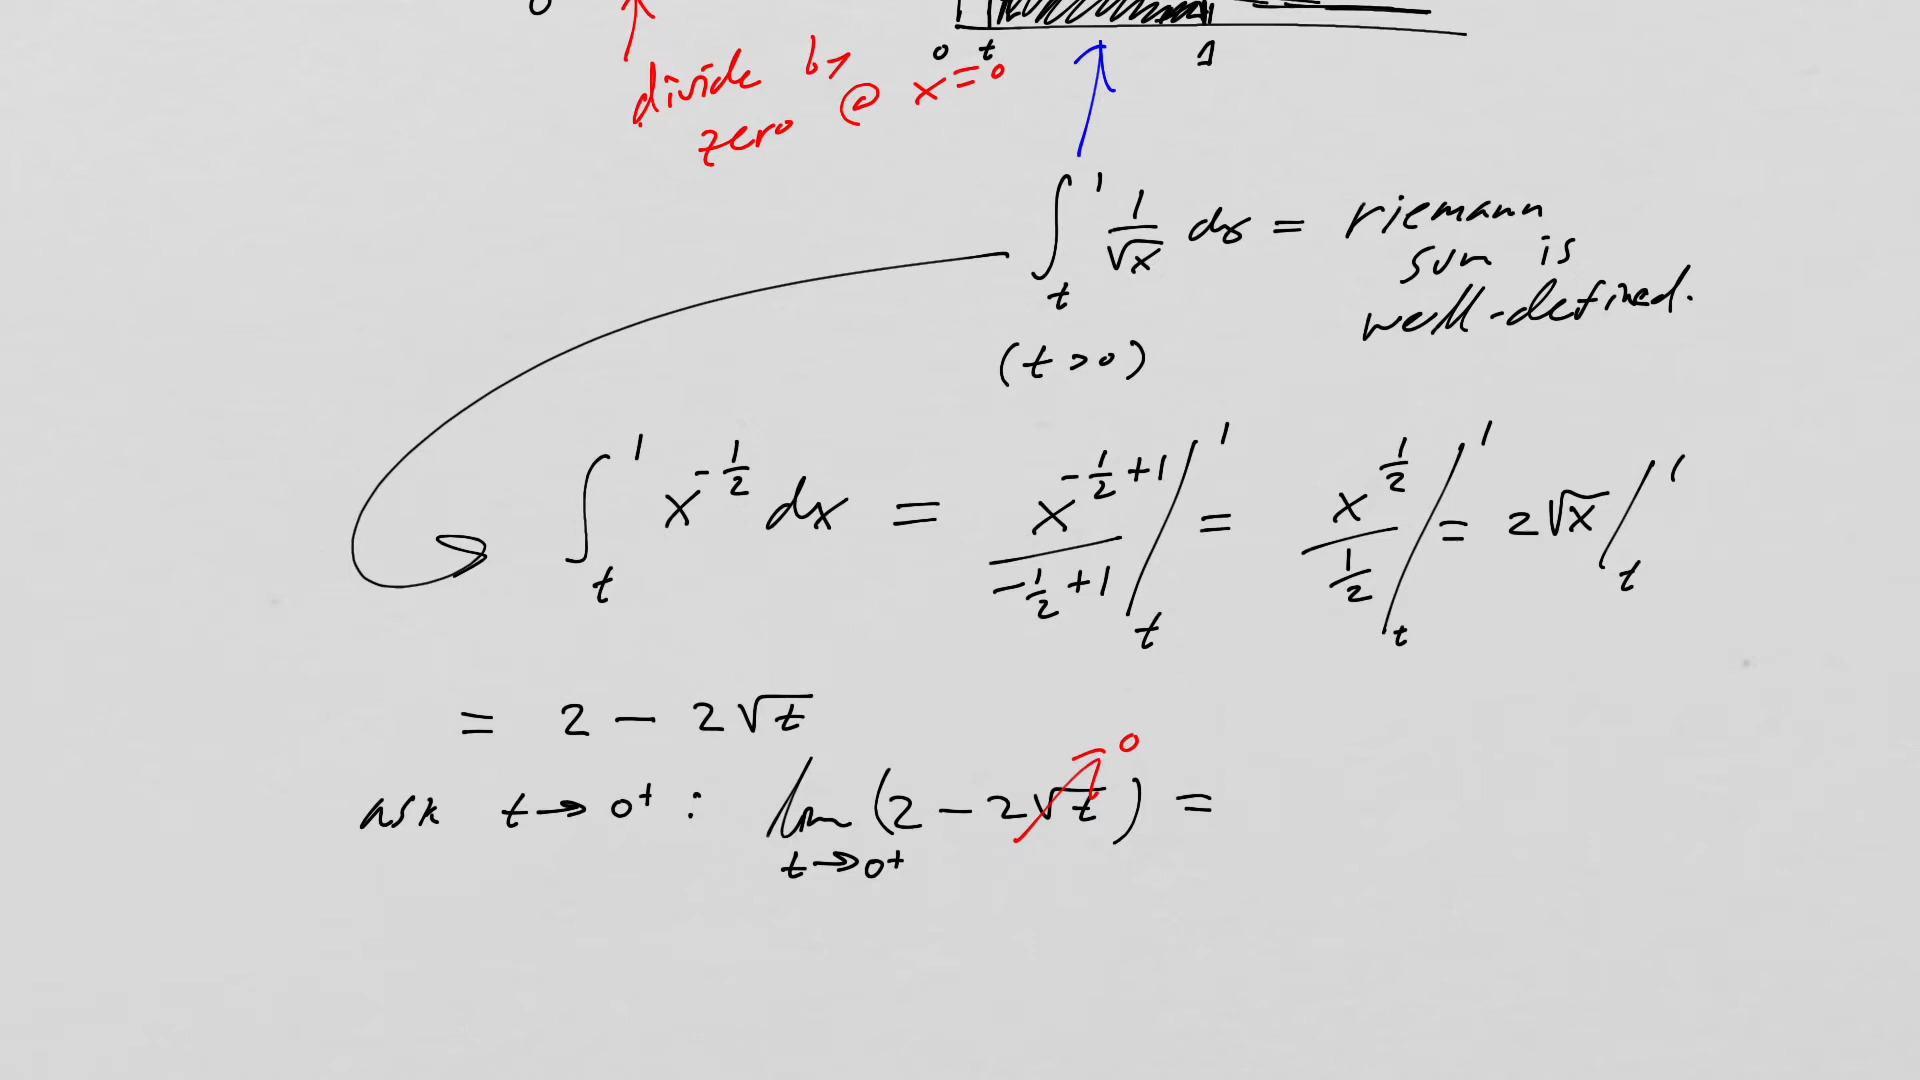 0
0 t 1
divide by
zero @ x=0
∫_t^1 1/√x dx = riemann
sum is
well-defined.
(t>0)
∫_t^1 x^{-1/2} dx = x^{-1/2+1}/(-1/2+1) |_t^1 = x^{1/2}/(1/2) |_t^1 = 2√x |_t^1
= 2 - 2√t
ask t→0⁺ : lim_{t→0⁺} (2 - 2√t) = 
0